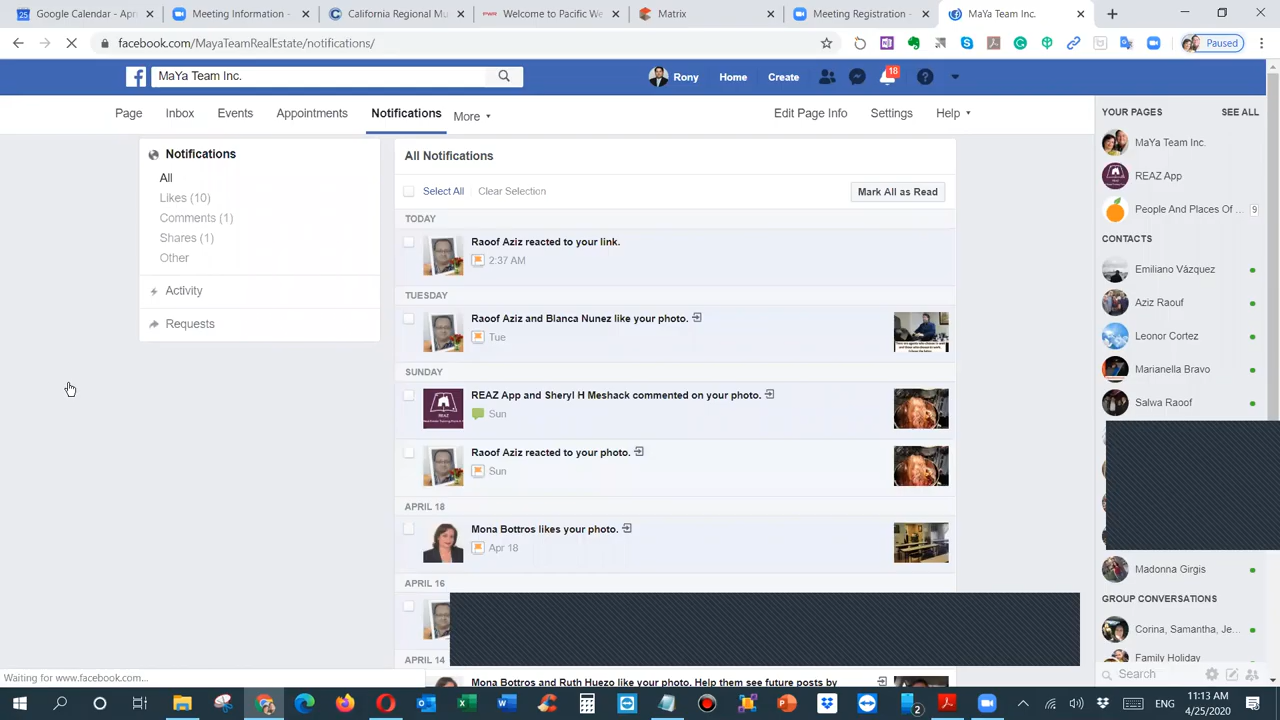 Google Calendar - Apr
Meeting Information -
California Regional Mu
PWR Welcome to Pacific We
Matrix
Meeting Registration -
MaYa Team Inc.
facebook.com/MayaTeamRealEstate/notifications/
Paused
MaYa Team Inc.
Rony
Home
Create
18
Page
Inbox
Events
Appointments
Notifications
More
Edit Page Info
Settings
Help
Notifications
All
Likes (10)
Comments (1)
Shares (1)
Other
Activity
Requests
All Notifications
Select All
Clear Selection
Mark All as Read
TODAY
Raoof Aziz reacted to your link.
2:37 AM
TUESDAY
Raoof Aziz and Blanca Nunez like your photo.
Tue
SUNDAY
REAZ App and Sheryl H Meshack commented on your photo.
Sun
Raoof Aziz reacted to your photo.
Sun
APRIL 18
Mona Bottros likes your photo.
Apr 18
APRIL 16
APRIL 14
Mona Bottros and Ruth Huezo like your photo. Help them see future posts by
YOUR PAGES
SEE ALL
MaYa Team Inc.
REAZ App
People And Places Of ...
9
CONTACTS
Emiliano Vázquez
Aziz Raouf
Leonor Cortez
Marianella Bravo
Salwa Raoof
Madonna Girgis
GROUP CONVERSATIONS
Corina, Samantha, Je...
Family Holiday
Search
Waiting for www.facebook.com...
2
ENG
11:13 AM
4/25/2020